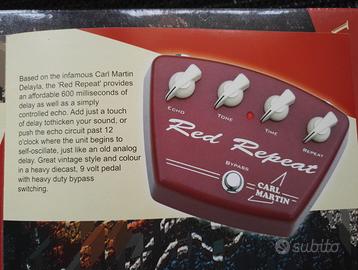 Based on the infamous Carl Martin
Delayla, the 'Red Repeat' provides
an affordable 600 milliseconds of
delay as well as a simply
controlled echo. Add just a touch
of delay tothicken your sound, or
push the echo circuit past 12
o'clock where the unit begins to
self-oscillate, just like an old analog
delay. Great vintage style and colour
in a heavy diecast, 9 volt pedal
with heavy duty bypass
switching.
ECHO
TONE
TIME
REPEAT
Red Repeat
BYPASS
CARL
MARTIN
subito